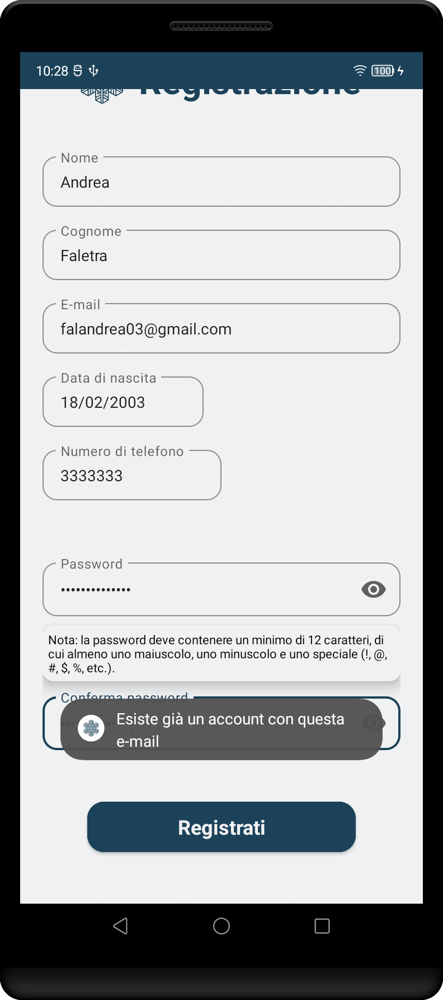 10:28
100
Registrazione
Nome
Andrea
Cognome
Faletra
E-mail
falandrea03@gmail.com
Data di nascita
18/02/2003
Numero di telefono
3333333
Password
••••••••••••••
Nota: la password deve contenere un minimo di 12 caratteri, di
cui almeno uno maiuscolo, uno minuscolo e uno speciale (!, @,
#, $, %, etc.).
Conferma password
Esiste già un account con questa
e-mail
Registrati